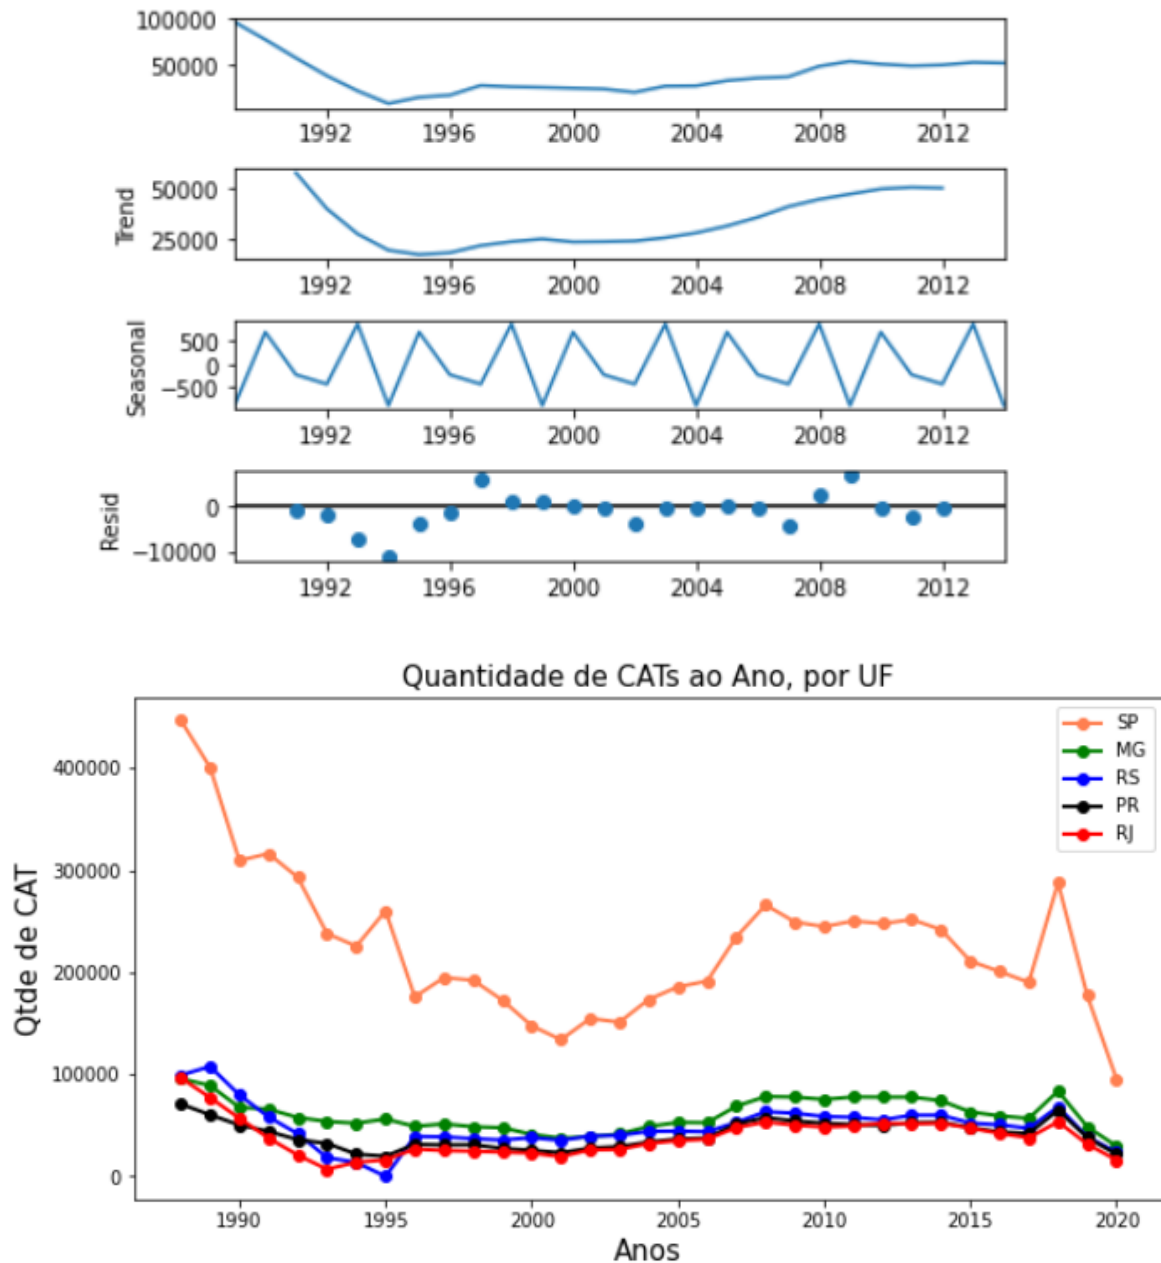 100000
50000
1992 1996 2000 2004 2008 2012
Trend
50000
25000
1992 1996 2000 2004 2008 2012
Seasonal
500
0
−500
1992 1996 2000 2004 2008 2012
Resid
0
−10000
1992 1996 2000 2004 2008 2012
Quantidade de CATs ao Ano, por UF
SP
MG
RS
PR
RJ
Qtde de CAT
400000
300000
200000
100000
0
1990 1995 2000 2005 2010 2015 2020
Anos